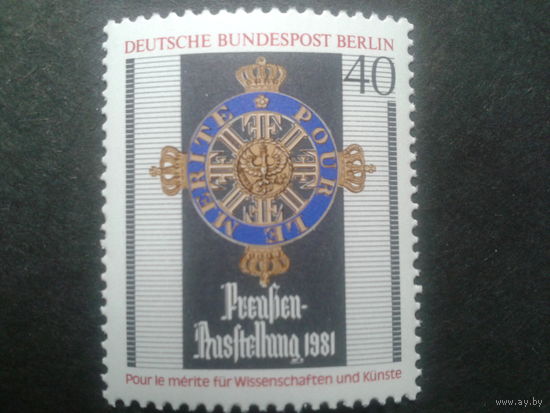 DEUTSCHE BUNDESPOST BERLIN
40
POUR LE MERITE
Preußen-
Ausstellung 1981
Pour le mérite für Wissenschaften und Künste
www.ay.by